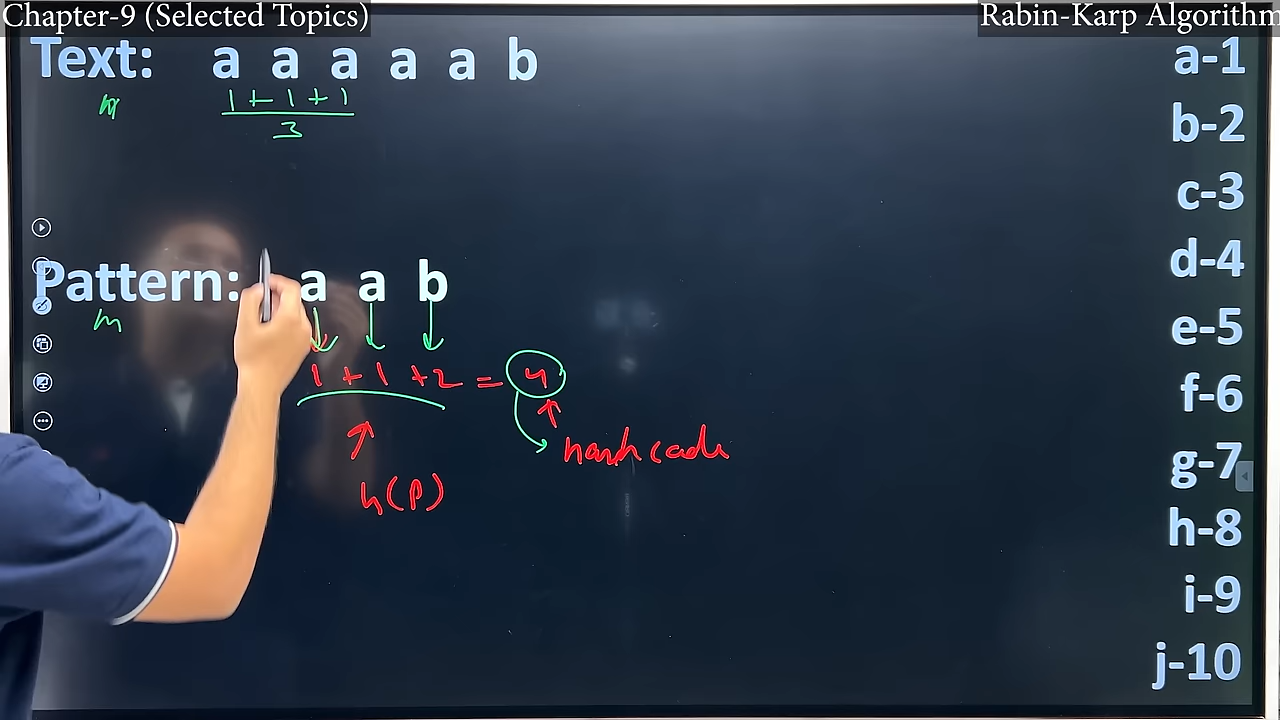 Chapter-9 (Selected Topics)
Rabin-Karp Algorithm
Text: a a a a a b
n
1 + 1 + 1
3
Pattern: a a b
m
1 + 1 + 2 = 4
hash code
h(P)
a-1
b-2
c-3
d-4
e-5
f-6
g-7
h-8
i-9
j-10